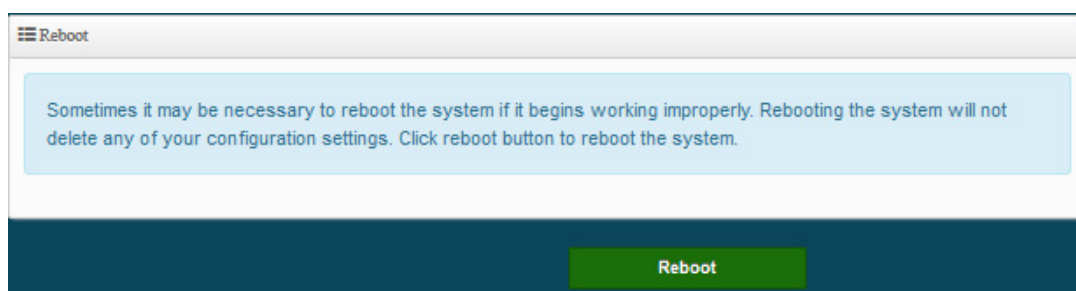 Reboot
Sometimes it may be necessary to reboot the system if it begins working improperly. Rebooting the system will not
delete any of your configuration settings. Click reboot button to reboot the system.
Reboot